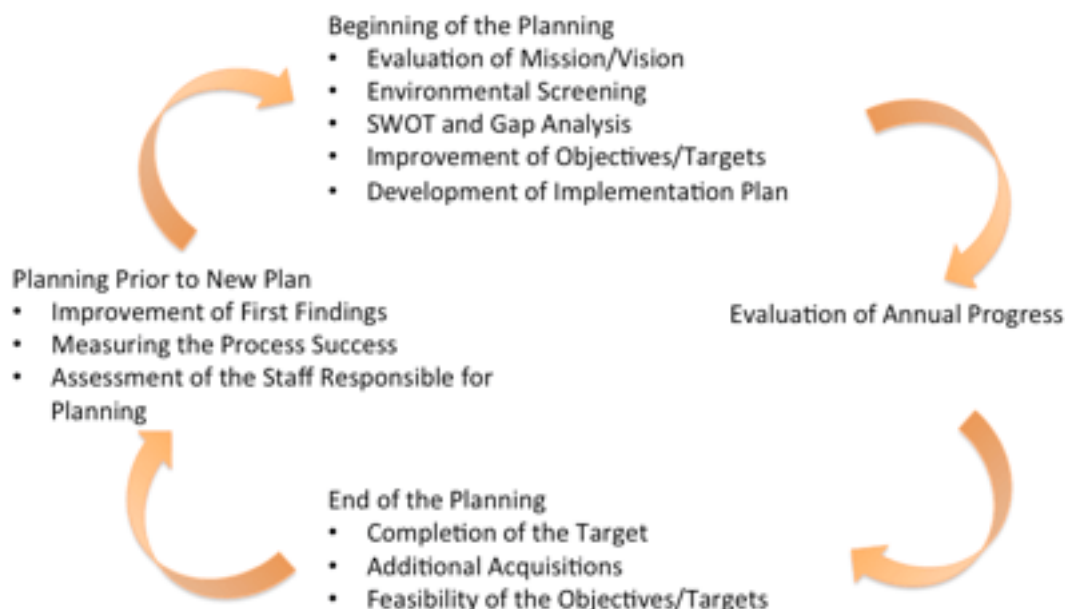 Beginning of the Planning
• Evaluation of Mission/Vision
• Environmental Screening
• SWOT and Gap Analysis
• Improvement of Objectives/Targets
• Development of Implementation Plan
Planning Prior to New Plan
• Improvement of First Findings
• Measuring the Process Success
• Assessment of the Staff Responsible for
Planning
Evaluation of Annual Progress
End of the Planning
• Completion of the Target
• Additional Acquisitions
• Feasibility of the Objectives/Targets